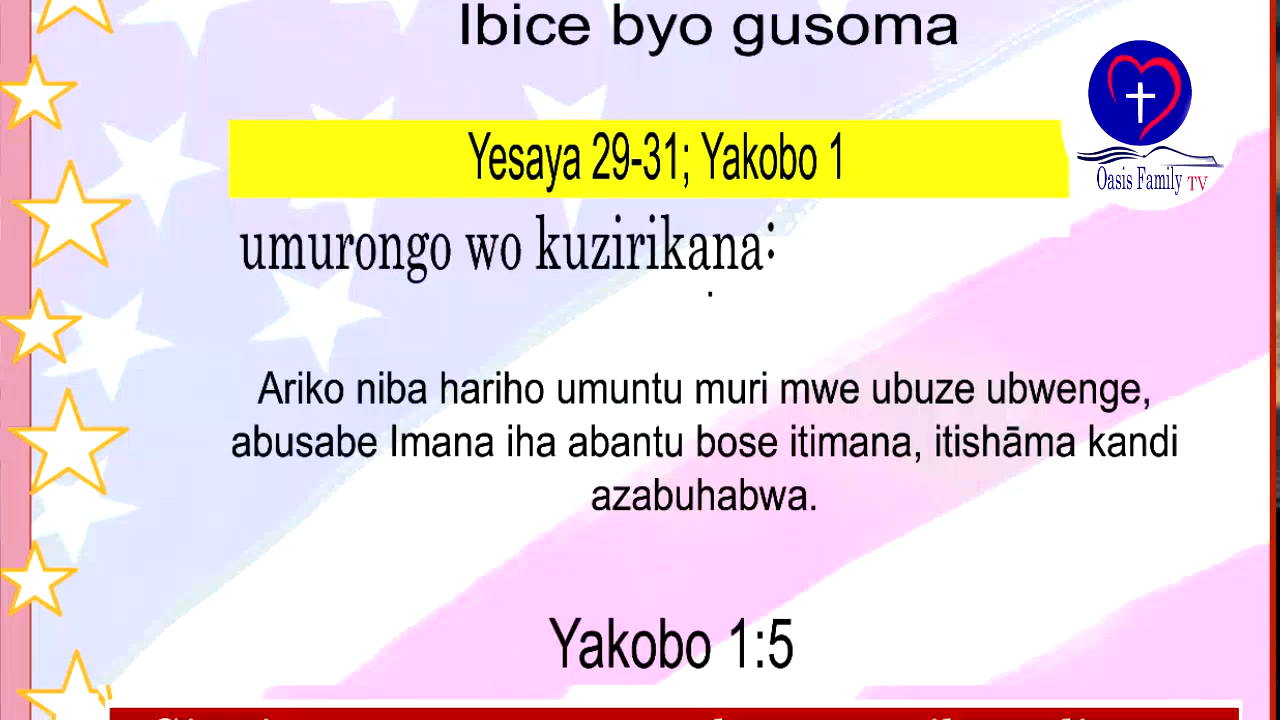 Ibice byo gusoma
Yesaya 29-31; Yakobo 1
Oasis Family TV
umurongo wo kuzirikana:
.
Ariko niba hariho umuntu muri mwe ubuze ubwenge,
abusabe Imana iha abantu bose itimana, itishāma kandi
azabuhabwa.
Yakobo 1:5